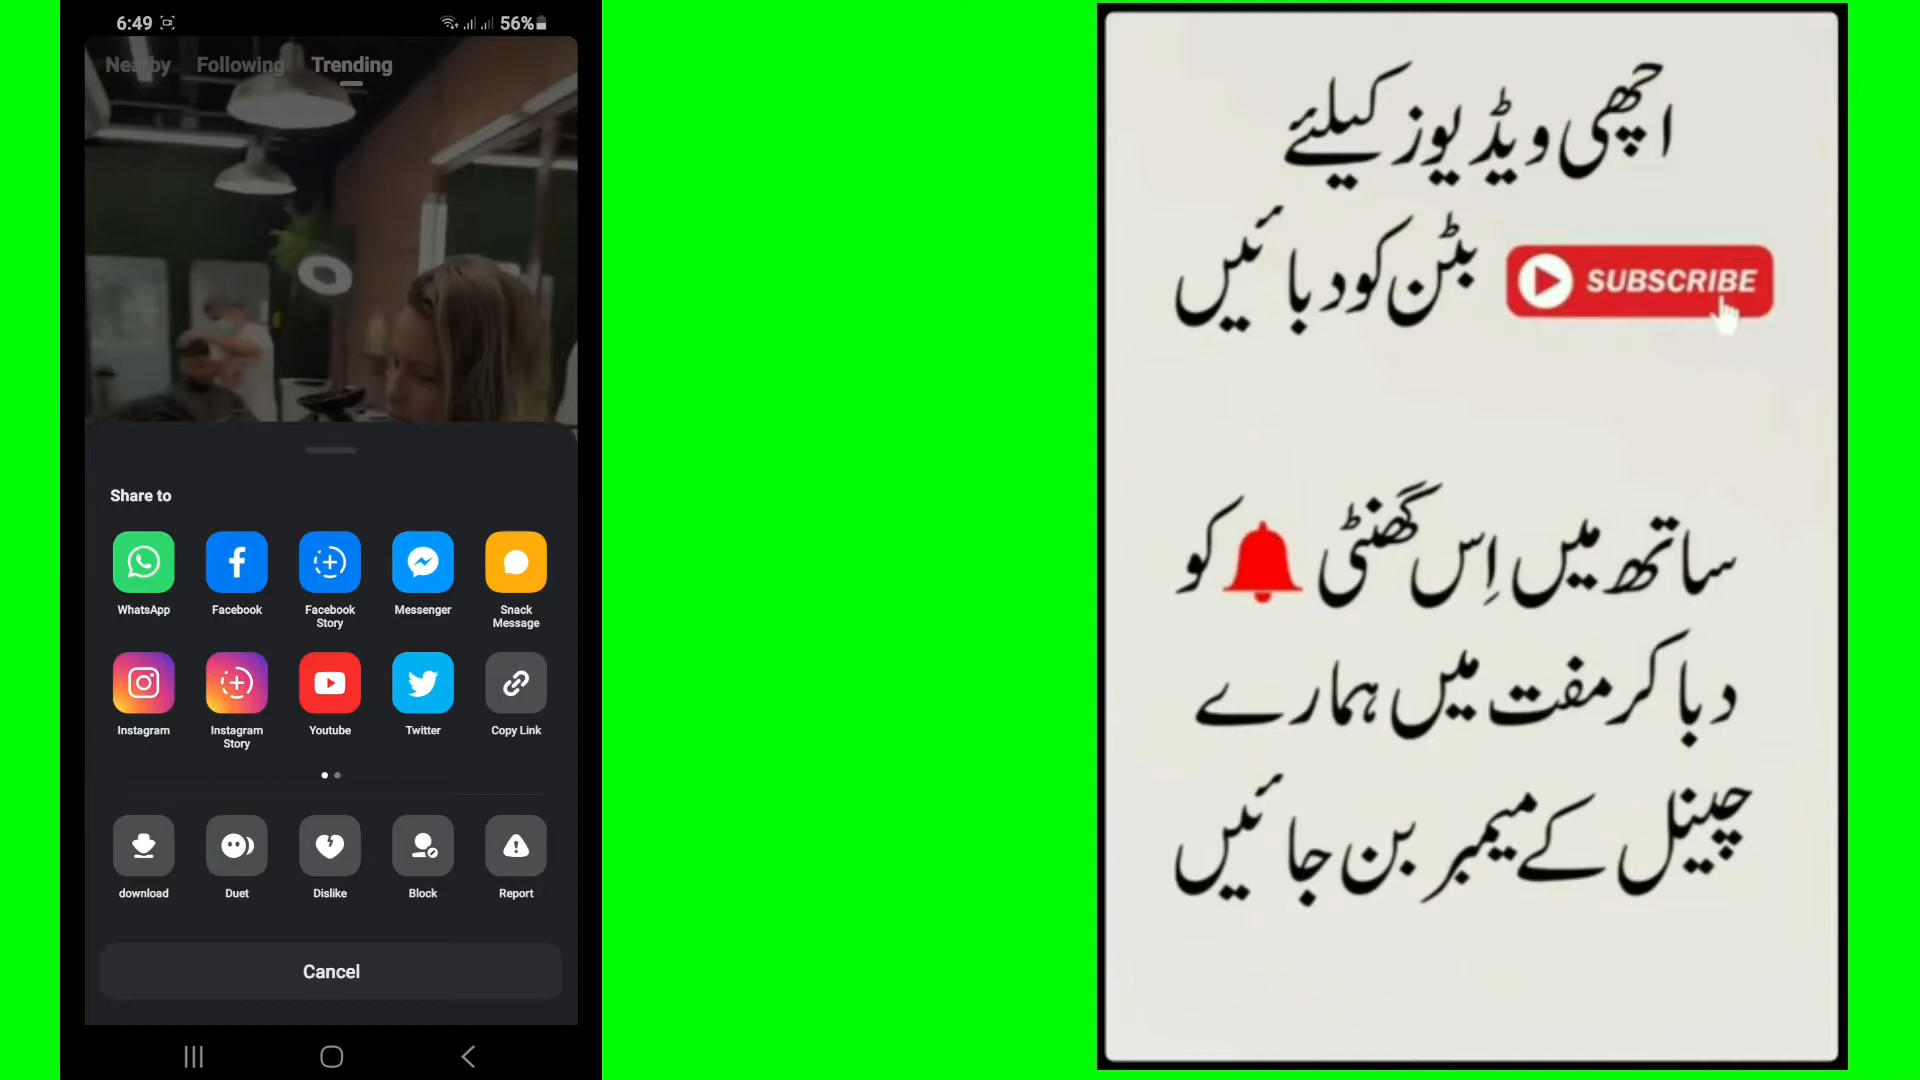 6:49
56%
Nearby Following Trending
Share to
WhatsApp Facebook Facebook Story Messenger Snack Message
Instagram Instagram Story Youtube Twitter Copy Link
download Duet Dislike Block Report
Cancel
اچھی ویڈیوز کیلئے
SUBSCRIBE بٹن کو دبائیں
ساتھ میں اِس گھنٹی کو
دبا کر مفت میں ہمارے
چینل کے میمبر بن جائیں